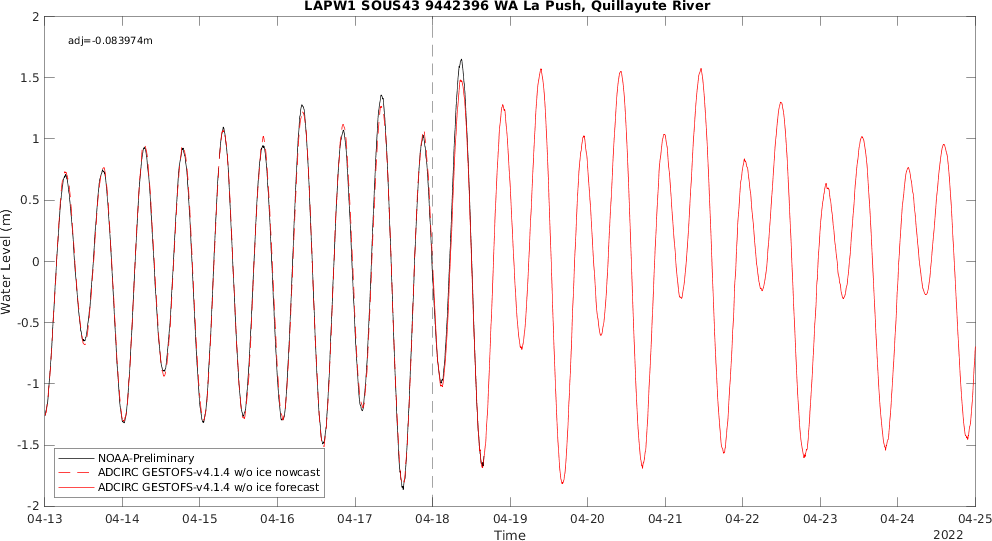 LAPW1 SOUS43 9442396 WA La Push, Quillayute River
adj=-0.083974m
2
1.5
1
0.5
0
-0.5
-1
-1.5
-2
Water Level (m)
NOAA-Preliminary
ADCIRC GESTOFS-v4.1.4 w/o ice nowcast
ADCIRC GESTOFS-v4.1.4 w/o ice forecast
04-13 04-14 04-15 04-16 04-17 04-18 04-19 04-20 04-21 04-22 04-23 04-24 04-25
Time
2022